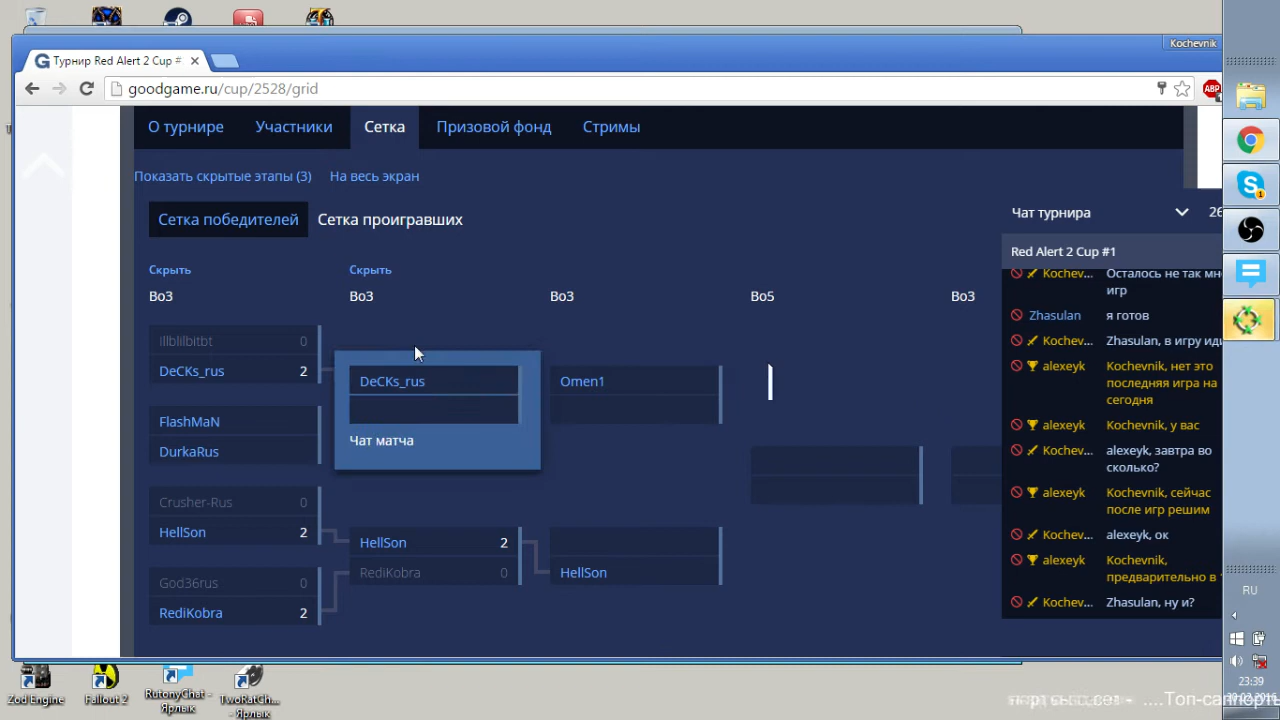 Kochevnik
Турнир Red Alert 2 Cup #
goodgame.ru/cup/2528/grid
ABP
О турнире Участники Сетка Призовой фонд Стримы
Показать скрытые этапы (3) На весь экран
Сетка победителей Сетка проигравших
Скрыть Скрыть
Bo3 Bo3 Bo3 Bo5 Bo3
illblilbitbt 0
DeCKs_rus 2
FlashMaN
DurkaRus
Crusher-Rus 0
HellSon 2
God36rus 0
RediKobra 2
DeCKs_rus
Чат матча
HellSon 2
RediKobra 0
Omen1
HellSon
Чат турнира 26
Red Alert 2 Cup #1
Kochev... Осталось не так мн
игр
Zhasulan я готов
Kochev... Zhasulan, в игру иди
alexeyk Kochevnik, нет это
последняя игра на
сегодня
alexeyk Kochevnik, у вас
Kochev... alexeyk, завтра во
сколько?
alexeyk Kochevnik, сейчас
после игр решим
Kochev... alexeyk, ок
alexeyk Kochevnik,
предварительно в
Kochev... Zhasulan, ну и?
RU
23:39
Zod Engine
Fallout 2
RutonyChat -
Ярлык
TwoRatCh...
- Ярлык